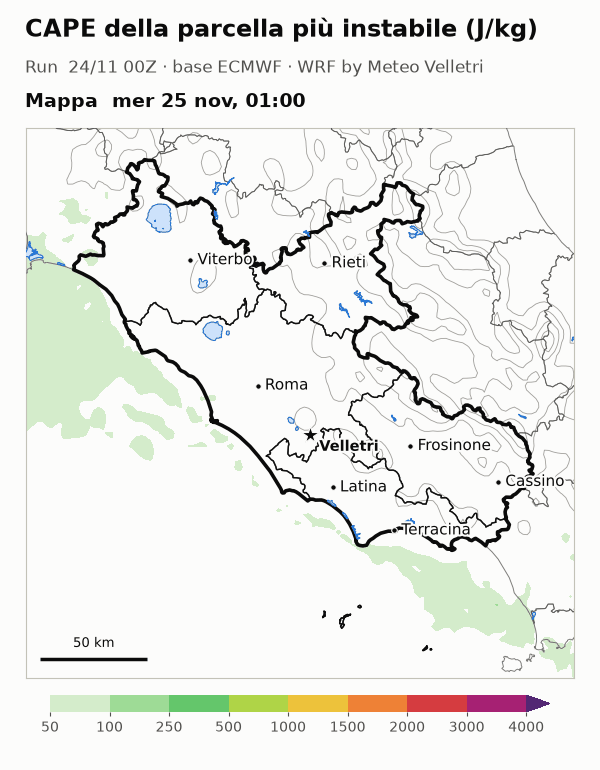 CAPE della parcella più instabile (J/kg)
Run  24/11 00Z · base ECMWF · WRF by Meteo Velletri
Mappa  mer 25 nov, 01:00
Viterbo
Rieti
Roma
Velletri
Frosinone
Cassino
Latina
Terracina
50 km
50 100 250 500 1000 1500 2000 3000 4000